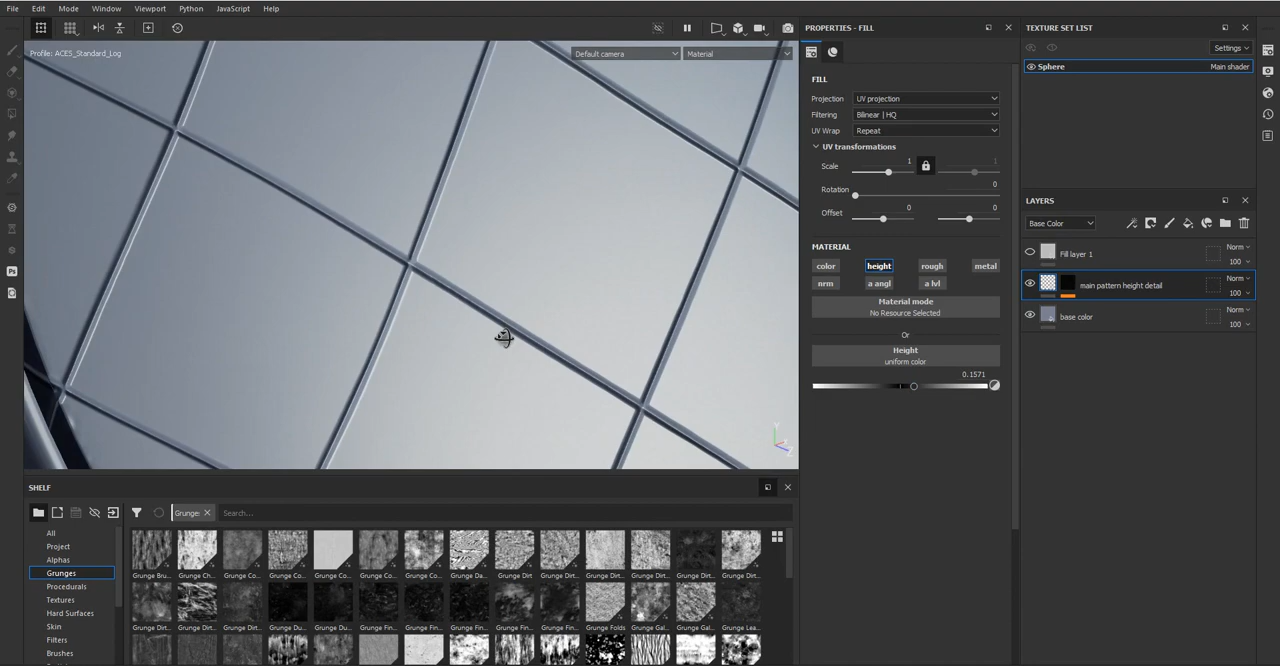 File Edit Mode Window Viewport Python JavaScript Help
Profile: ACES_Standard_Log
Default camera
Material
PROPERTIES - FILL
FILL
Projection UV projection
Filtering Bilinear | HQ
UV Wrap Repeat
UV transformations
Scale 1 1
Rotation 0
Offset 0 0
MATERIAL
color height rough metal
nrm a angl a lvl
Material mode
No Resource Selected
Or
Height
uniform color
0.1571
TEXTURE SET LIST
Settings
Sphere Main shader
LAYERS
Base Color
Fill layer 1 Norm 100
main pattern height detail Norm 100
base color Norm 100
Y
Z
Ps
SHELF
Grunges Search...
All
Project
Alphas
Grunges
Procedurals
Textures
Hard Surfaces
Skin
Filters
Brushes
Grunge Bru... Grunge Ch... Grunge Co... Grunge Co... Grunge Co... Grunge Co... Grunge Co... Grunge Da... Grunge Dirt Grunge Dirt... Grunge Dirt... Grunge Dirt... Grunge Dirt... Grunge Dirt...
Grunge Dirt... Grunge Dirt... Grunge Dirt... Grunge Du... Grunge Du... Grunge Fin... Grunge Fin... Grunge Fin... Grunge Fin... Grunge Fin... Grunge Folds Grunge Gal... Grunge Gal... Grunge Lea...